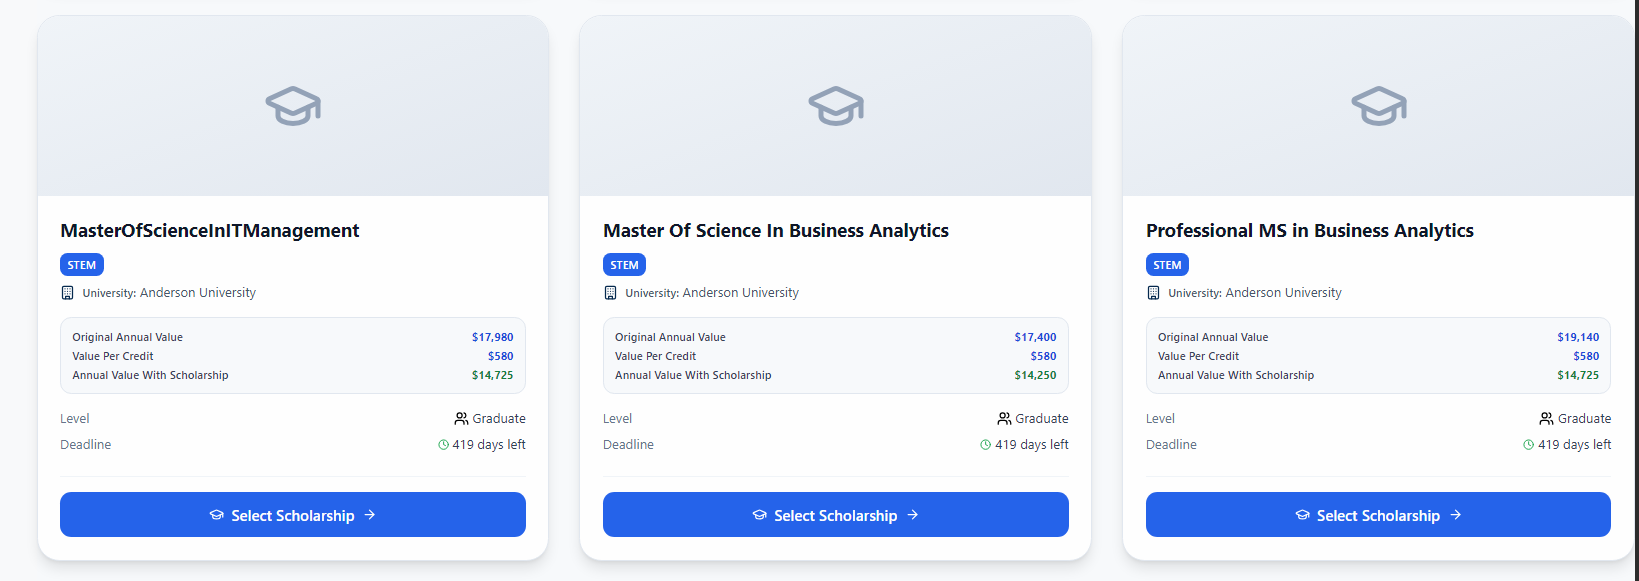 MasterOfScienceInITManagement
STEM
University: Anderson University
Original Annual Value $17,980
Value Per Credit $580
Annual Value With Scholarship $14,725
Level Graduate
Deadline 419 days left
Select Scholarship
Master Of Science In Business Analytics
STEM
University: Anderson University
Original Annual Value $17,400
Value Per Credit $580
Annual Value With Scholarship $14,250
Level Graduate
Deadline 419 days left
Select Scholarship
Professional MS in Business Analytics
STEM
University: Anderson University
Original Annual Value $19,140
Value Per Credit $580
Annual Value With Scholarship $14,725
Level Graduate
Deadline 419 days left
Select Scholarship